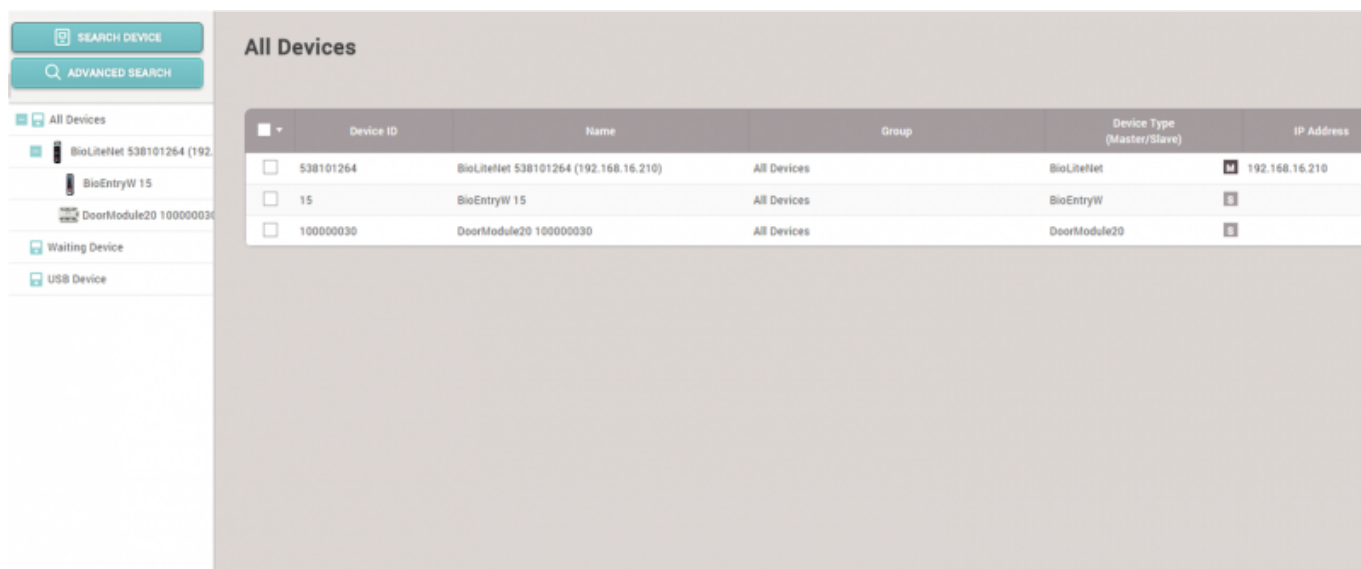 SEARCH DEVICE
ADVANCED SEARCH
All Devices
BioLiteNet 538101264 (192.
BioEntryW 15
DoorModule20 10000003
Waiting Device
USB Device
All Devices
Device ID Name Group Device Type (Master/Slave) IP Address
538101264 BioLiteNet 538101264 (192.168.16.210) All Devices BioLiteNet M 192.168.16.210
15 BioEntryW 15 All Devices BioEntryW S
100000030 DoorModule20 100000030 All Devices DoorModule20 S